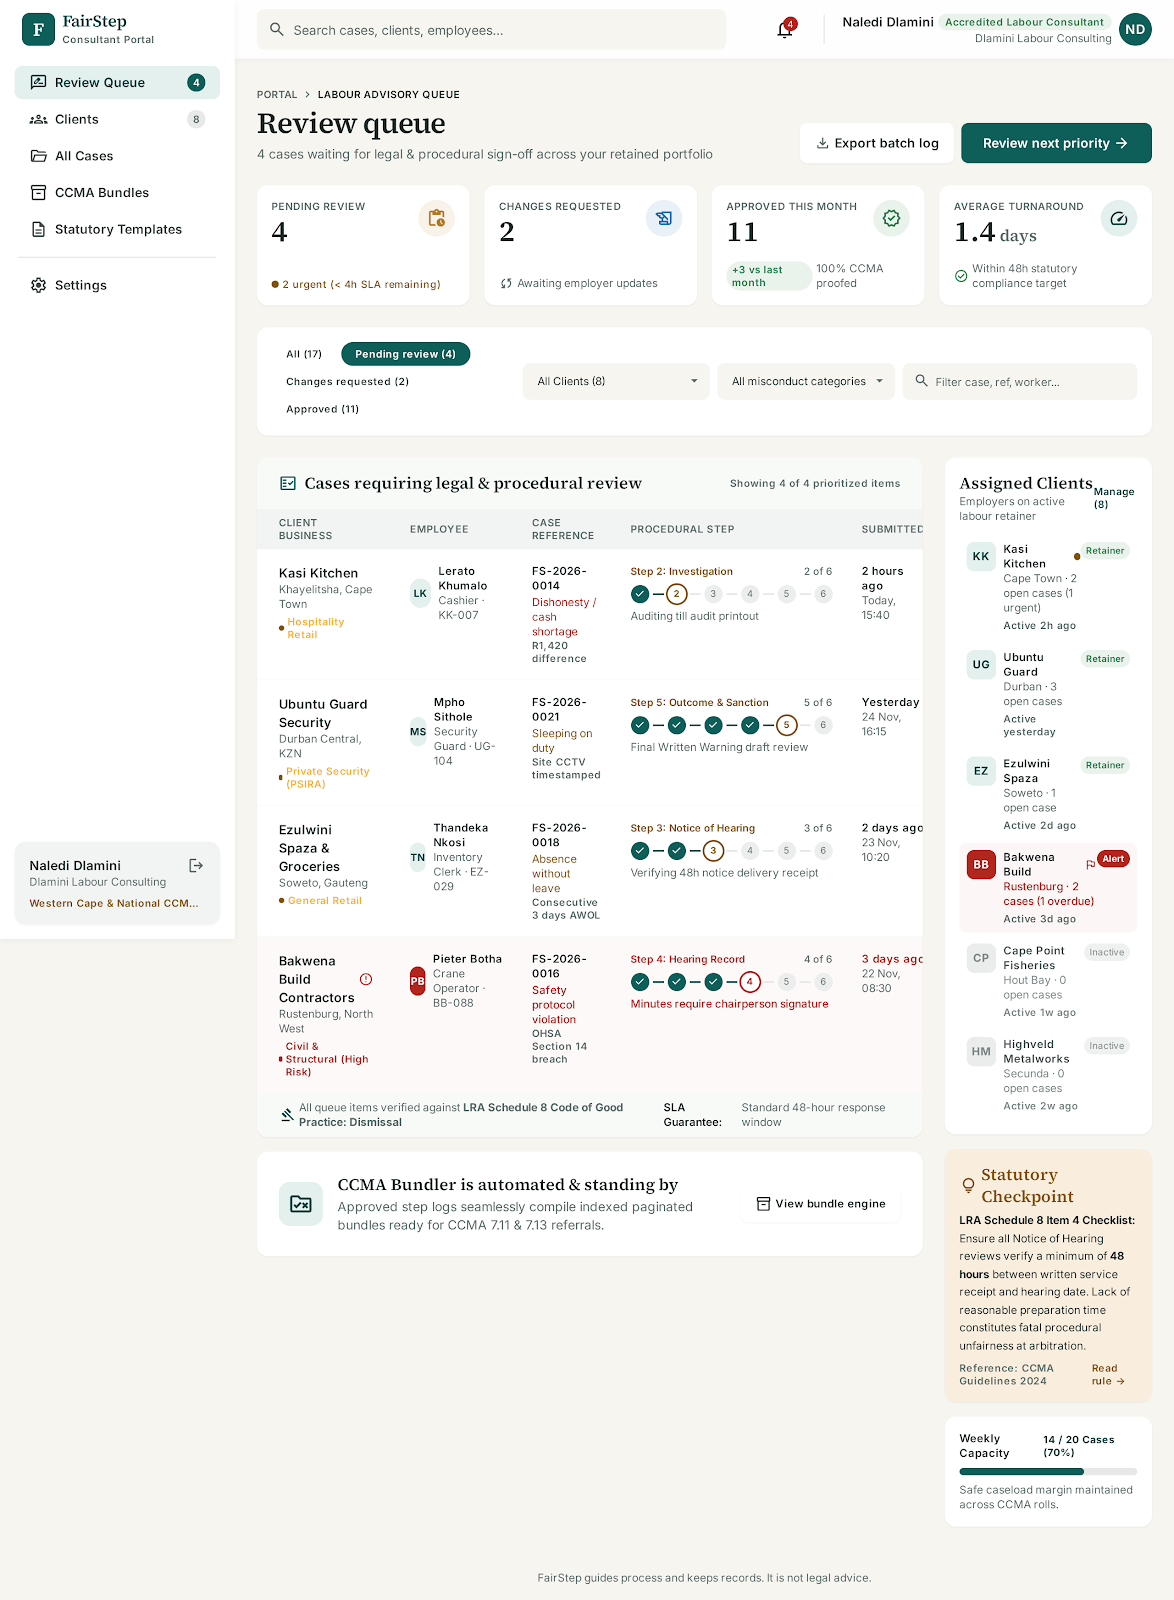 F FairStep
Consultant Portal
Search cases, clients, employees...
4
Naledi Dlamini Accredited Labour Consultant
Dlamini Labour Consulting
ND
Review Queue 4
Clients 8
All Cases
CCMA Bundles
Statutory Templates
Settings
Naledi Dlamini
Dlamini Labour Consulting
Western Cape & National CCM...
PORTAL > LABOUR ADVISORY QUEUE
Review queue
4 cases waiting for legal & procedural sign-off across your retained portfolio
Export batch log
Review next priority →
PENDING REVIEW
4
2 urgent (< 4h SLA remaining)
CHANGES REQUESTED
2
Awaiting employer updates
APPROVED THIS MONTH
11
+3 vs last
month
100% CCMA
proofed
AVERAGE TURNAROUND
1.4 days
Within 48h statutory
compliance target
All (17) Pending review (4)
Changes requested (2)
Approved (11)
All Clients (8)
All misconduct categories
Filter case, ref, worker...
Cases requiring legal & procedural review
Showing 4 of 4 prioritized items
CLIENT
BUSINESS
EMPLOYEE
CASE
REFERENCE
PROCEDURAL STEP
SUBMITTED
Kasi Kitchen
Khayelitsha, Cape
Town
Hospitality
Retail
LK
Lerato
Khumalo
Cashier ·
KK-007
FS-2026-
0014
Dishonesty /
cash
shortage
R1,420
difference
Step 2: Investigation 2 of 6
2 3 4 5 6
Auditing till audit printout
2 hours
ago
Today,
15:40
Ubuntu Guard
Security
Durban Central,
KZN
Private Security
(PSIRA)
MS
Mpho
Sithole
Security
Guard · UG-
104
FS-2026-
0021
Sleeping on
duty
Site CCTV
timestamped
Step 5: Outcome & Sanction 5 of 6
5 6
Final Written Warning draft review
Yesterday
24 Nov,
16:15
Ezulwini
Spaza &
Groceries
Soweto, Gauteng
General Retail
TN
Thandeka
Nkosi
Inventory
Clerk · EZ-
029
FS-2026-
0018
Absence
without
leave
Consecutive
3 days AWOL
Step 3: Notice of Hearing 3 of 6
3 4 5 6
Verifying 48h notice delivery receipt
2 days ago
23 Nov,
10:20
Bakwena
Build
Contractors
Rustenburg, North
West
Civil &
Structural (High
Risk)
PB
Pieter Botha
Crane
Operator ·
BB-088
FS-2026-
0016
Safety
protocol
violation
OHSA
Section 14
breach
Step 4: Hearing Record 4 of 6
4 5 6
Minutes require chairperson signature
3 days ago
22 Nov,
08:30
All queue items verified against LRA Schedule 8 Code of Good
Practice: Dismissal
SLA
Guarantee:
Standard 48-hour response
window
CCMA Bundler is automated & standing by
Approved step logs seamlessly compile indexed paginated
bundles ready for CCMA 7.11 & 7.13 referrals.
View bundle engine
Assigned Clients
Employers on active
labour retainer
Manage
(8)
KK
Kasi
Kitchen
Retainer
Cape Town · 2
open cases (1
urgent)
Active 2h ago
UG
Ubuntu
Guard
Retainer
Durban · 3
open cases
Active
yesterday
EZ
Ezulwini
Spaza
Retainer
Soweto · 1
open case
Active 2d ago
BB
Bakwena
Build
Alert
Rustenburg · 2
cases (1 overdue)
Active 3d ago
CP
Cape Point
Fisheries
Inactive
Hout Bay · 0
open cases
Active 1w ago
HM
Highveld
Metalworks
Inactive
Secunda · 0
open cases
Active 2w ago
Statutory
Checkpoint
LRA Schedule 8 Item 4 Checklist:
Ensure all Notice of Hearing
reviews verify a minimum of 48
hours between written service
receipt and hearing date. Lack of
reasonable preparation time
constitutes fatal procedural
unfairness at arbitration.
Reference: CCMA
Guidelines 2024
Read
rule →
Weekly
Capacity
14 / 20 Cases
(70%)
Safe caseload margin maintained
across CCMA rolls.
FairStep guides process and keeps records. It is not legal advice.